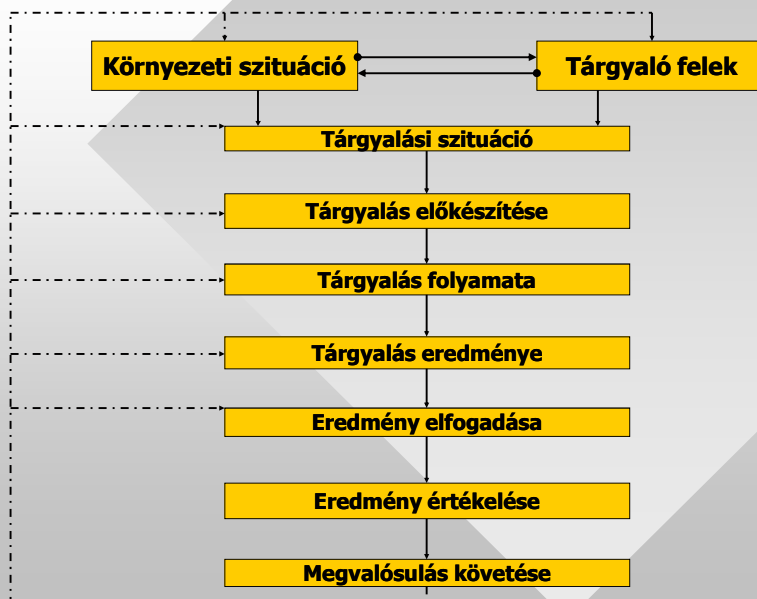 Környezeti szituáció
Tárgyaló felek
Tárgyalási szituáció
Tárgyalás előkészítése
Tárgyalás folyamata
Tárgyalás eredménye
Eredmény elfogadása
Eredmény értékelése
Megvalósulás követése